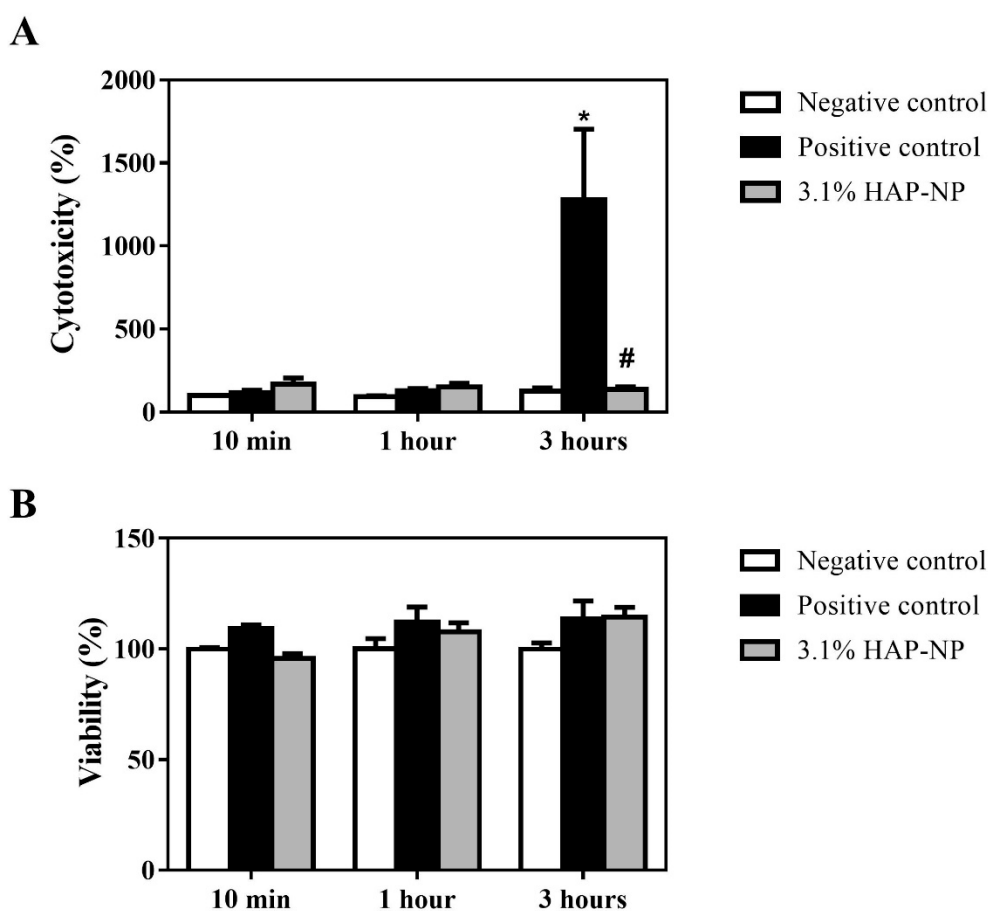 A
Cytotoxicity (%)
2000
1500
1000
500
0
*
#
10 min 1 hour 3 hours
Negative control
Positive control
3.1% HAP-NP
B
Viability (%)
150
100
50
0
10 min 1 hour 3 hours
Negative control
Positive control
3.1% HAP-NP